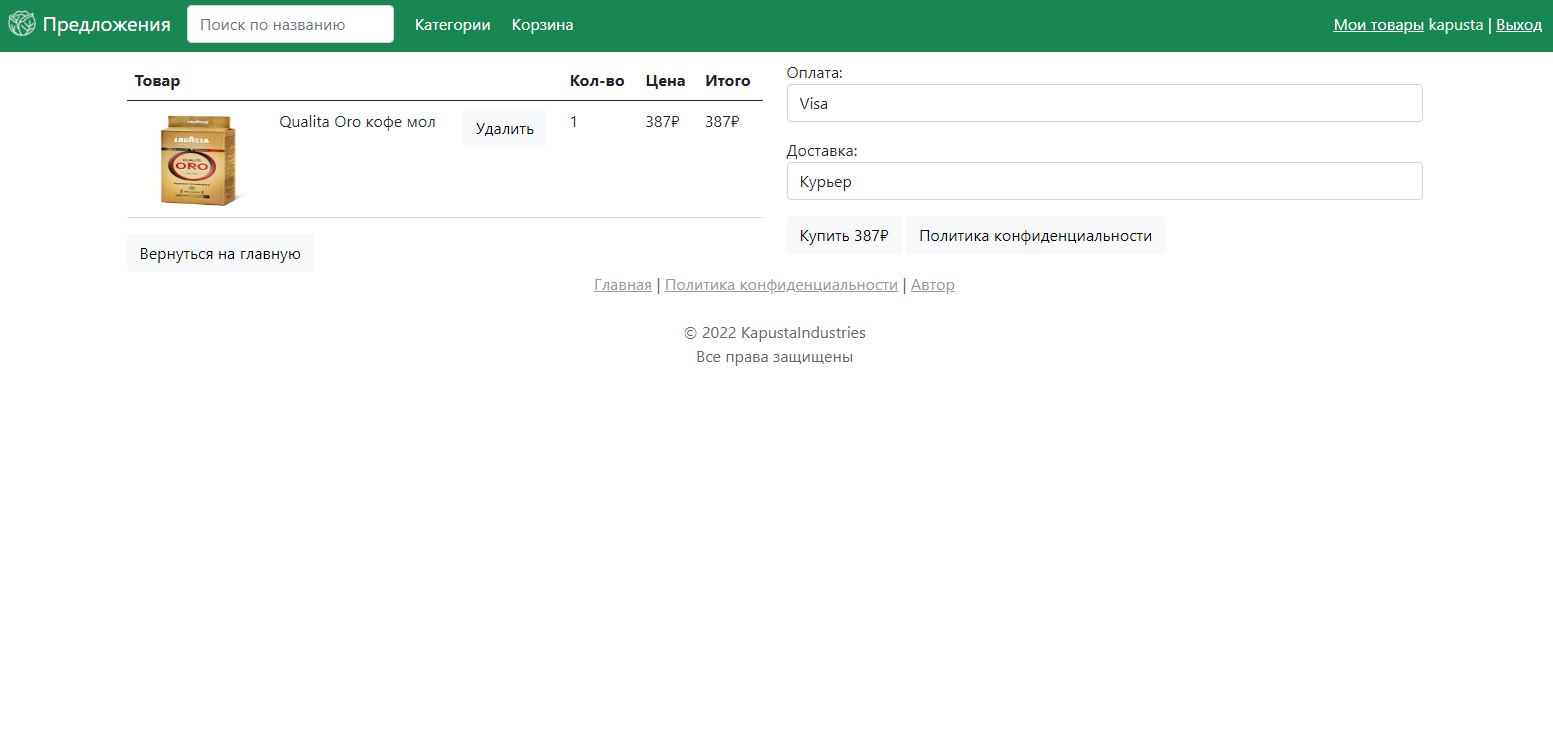 Предложения Поиск по названию Категории Корзина Мои товары kapusta | Выход
Товар Кол-во Цена Итого
LAVAZZA
QUALITA
ORO
Qualita Oro кофе мол Удалить 1 387₽ 387₽
Вернуться на главную
Оплата:
Visa
Доставка:
Курьер
Купить 387₽ Политика конфиденциальности
Главная | Политика конфиденциальности | Автор
© 2022 KapustaIndustries
Все права защищены